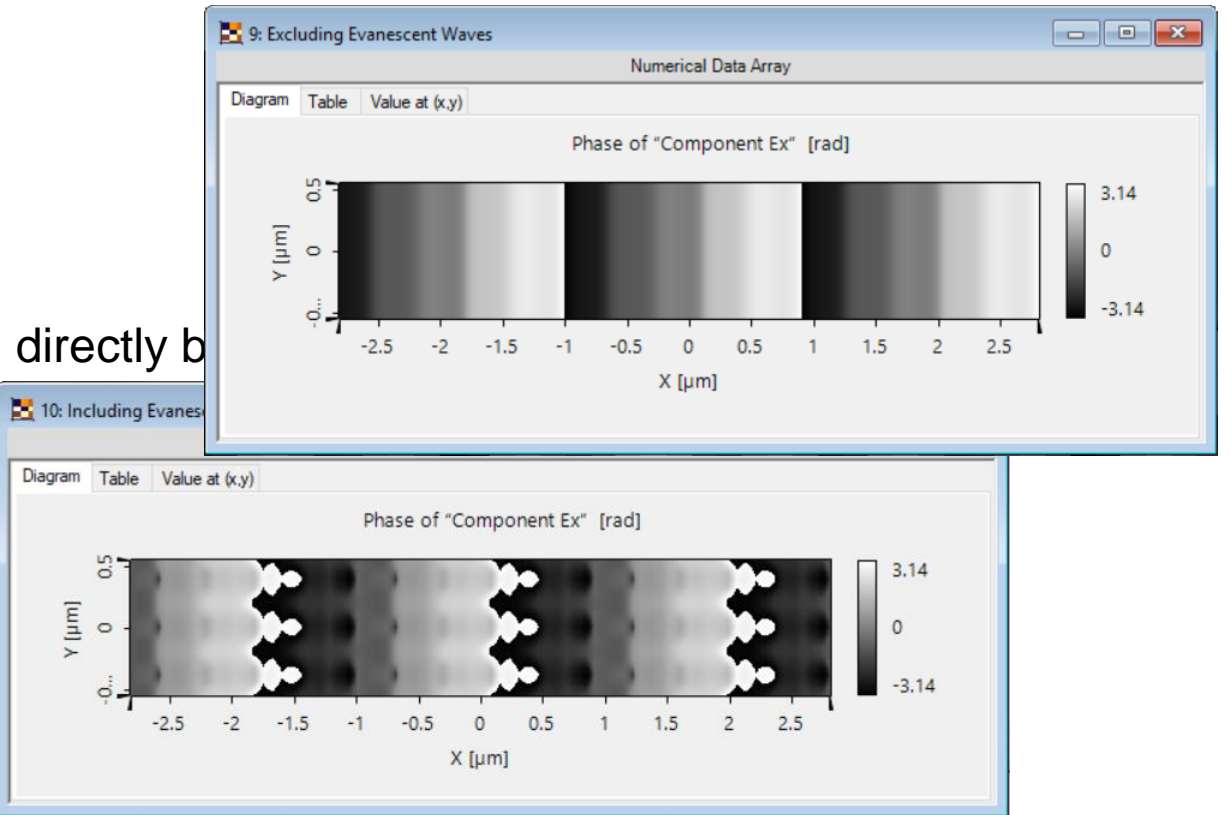 9: Excluding Evanescent Waves
Numerical Data Array
Diagram Table Value at (x,y)
Phase of "Component Ex" [rad]
0.5
0
-0...
Y [µm]
-2.5 -2 -1.5 -1 -0.5 0 0.5 1 1.5 2 2.5
X [µm]
3.14
0
-3.14
directly b
10: Including Evanes
Diagram Table Value at (x,y)
Phase of "Component Ex" [rad]
0.5
0
-0...
Y [µm]
-2.5 -2 -1.5 -1 -0.5 0 0.5 1 1.5 2 2.5
X [µm]
3.14
0
-3.14